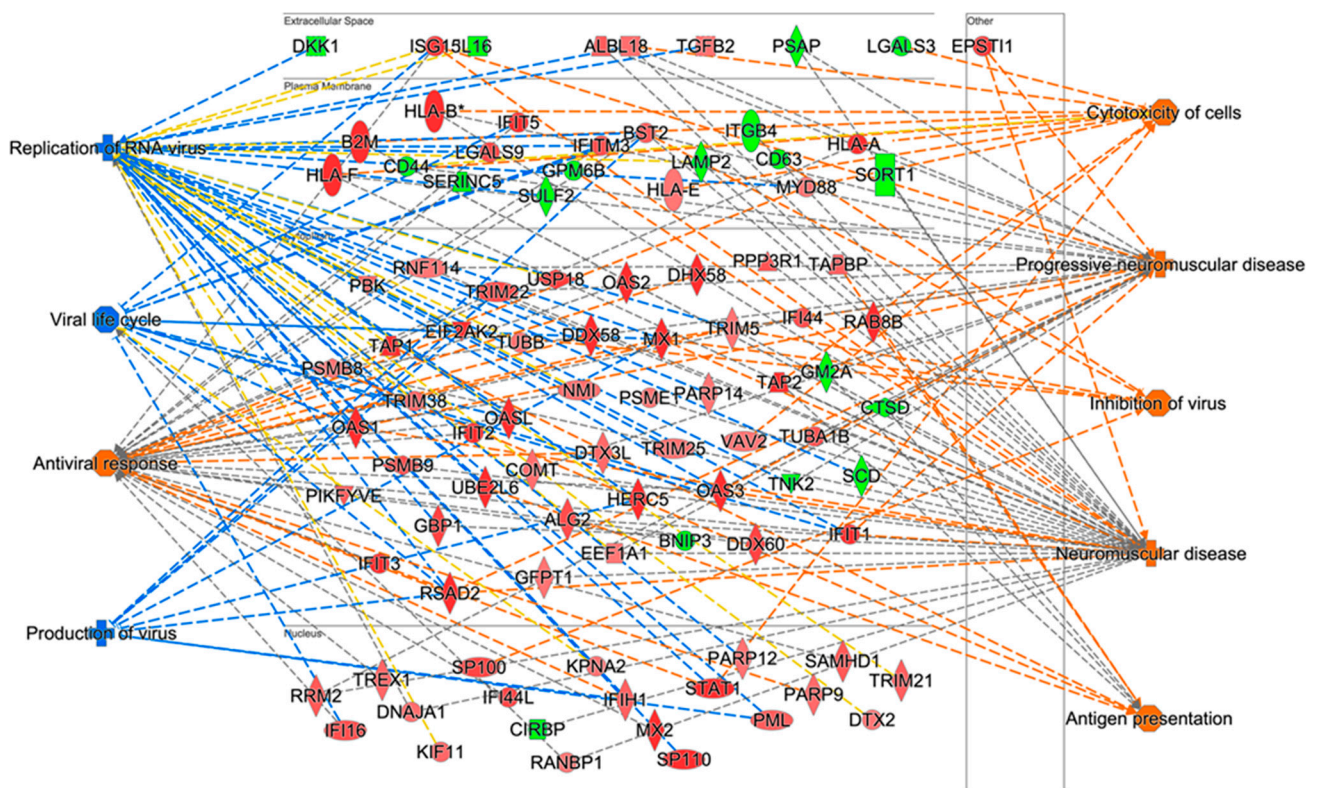 Extracellular Space
Other
DKK1
ISG15
IL16
ALB
IL18
TGFB2
PSAP
LGALS3
EPSTI1
Plasma Membrane
HLA-B*
IFIT5
BST2
ITGB4
Cytotoxicity of cells
Replication of RNA virus
B2M
LGALS9
IFITM3
HLA-A
HLA-F
CD44
SERINC5
GPM6B
LAMP2
CD63
SORT1
SULF2
HLA-E
MYD88
RNF114
USP18
OAS2
DHX58
PPP3R1
TAPBP
Progressive neuromuscular disease
PBK
TRIM22
Viral life cycle
EIF2AK2
TUBB
DDX58
MX1
TRIM5
IFI44
RAB8B
TAP1
PSMB8
NMI
PSME1
PARP14
TAP2
GM2A
TRIM38
CTSD
Inhibition of virus
OAS1
OASL
IFIT2
DTX3L
TRIM25
VAV2
TUBA1B
Antiviral response
PSMB9
COMT
UBE2L6
HERC5
OAS3
TNK2
SCD
PIKFYVE
GBP1
ALG2
BNIP3
DDX60
IFIT1
EEF1A1
Neuromuscular disease
IFIT3
GFPT1
RSAD2
Production of virus
Nucleus
SP100
KPNA2
PARP12
SAMHD1
RRM2
TREX1
IFI44L
IFIH1
STAT1
PARP9
TRIM21
DNAJA1
IFI16
CIRBP
MX2
PML
DTX2
Antigen presentation
KIF11
RANBP1
SP110